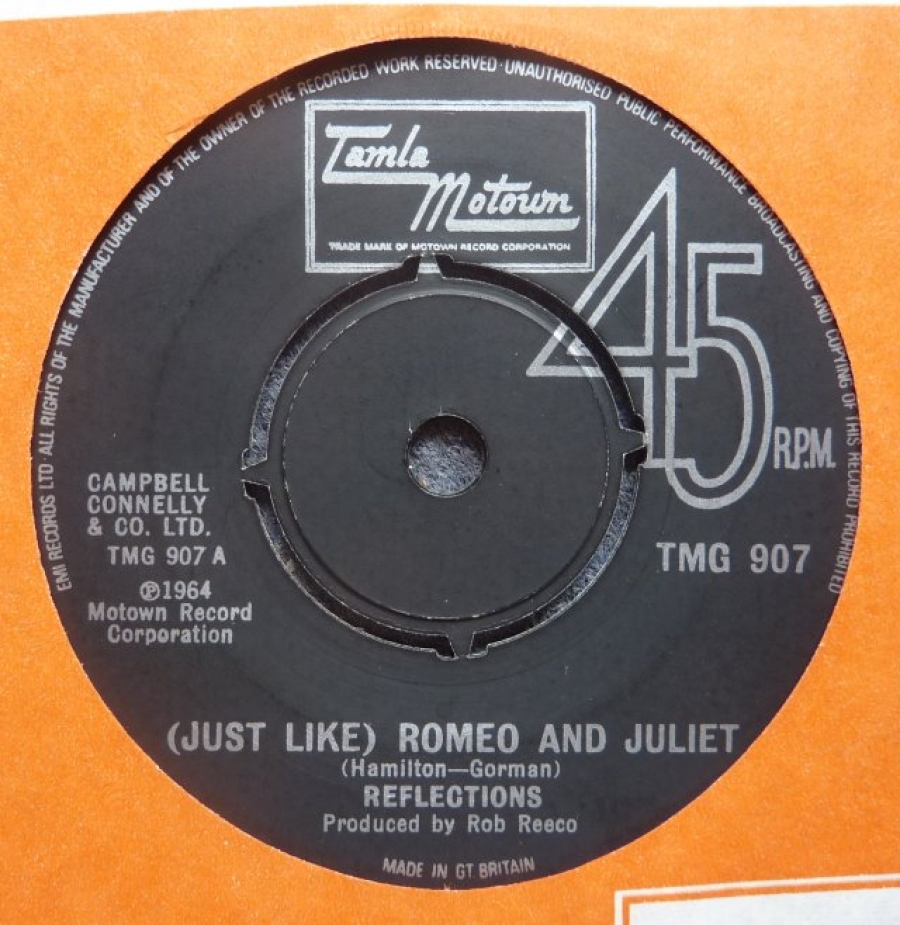 EMI RECORDS LTD · ALL RIGHTS OF THE MANUFACTURER AND OF THE OWNER OF THE RECORDED WORK RESERVED · UNAUTHORISED PUBLIC PERFORMANCE BROADCASTING AND COPYING OF THIS RECORD PROHIBITED
Tamla
Motown
TRADE MARK OF MOTOWN RECORD CORPORATION
45
R.P.M.
CAMPBELL
CONNELLY
& CO. LTD.
TMG 907 A
℗1964
Motown Record
Corporation
TMG 907
(JUST LIKE) ROMEO AND JULIET
(Hamilton—Gorman)
REFLECTIONS
Produced by Rob Reeco
MADE IN GT. BRITAIN